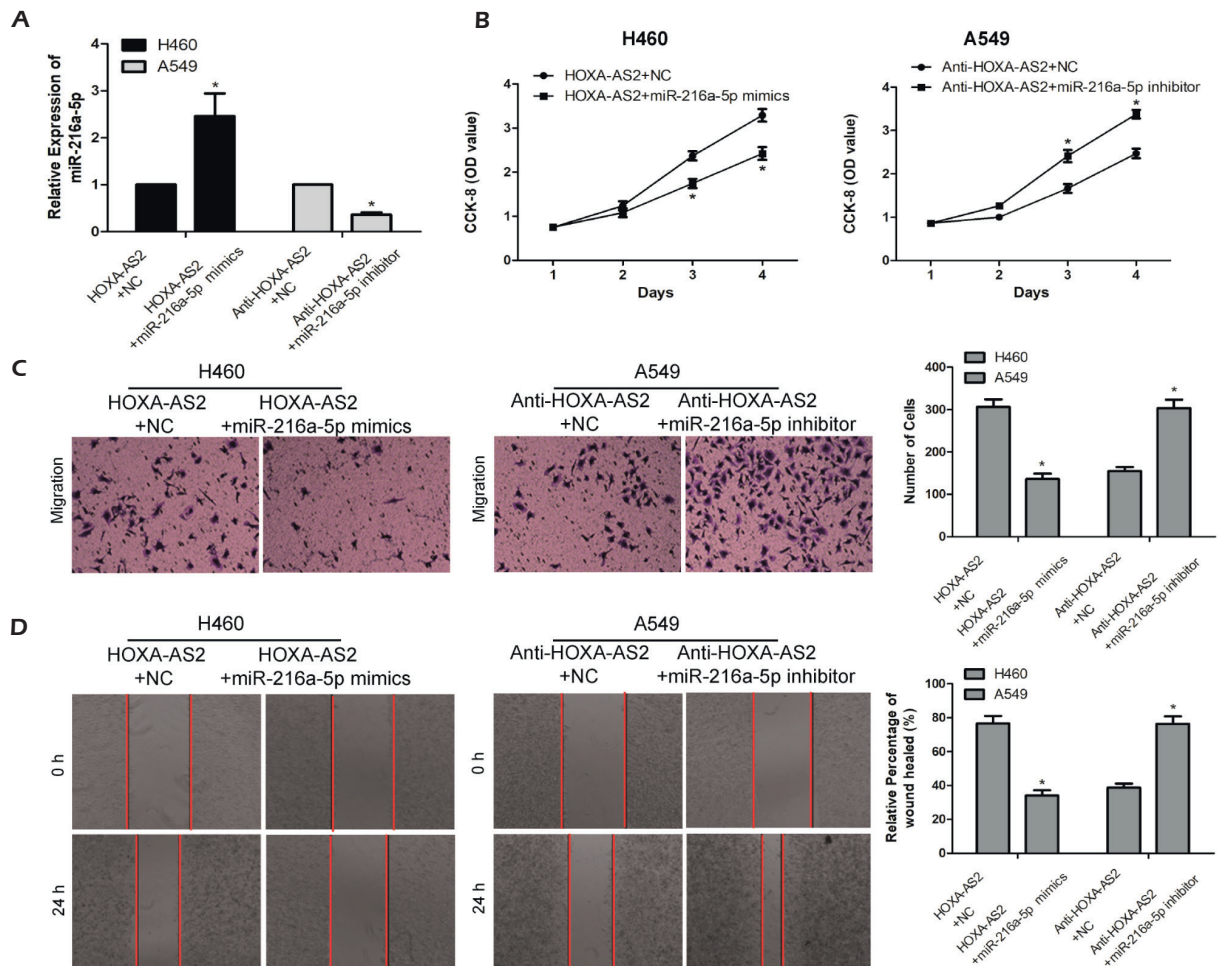 A
H460
A549
Relative Expression of
miR-216a-5p
4
3
2
1
0
*
*
HOXA-AS2
+NC
HOXA-AS2
+miR-216a-5p mimics
Anti-HOXA-AS2
+NC
Anti-HOXA-AS2
+miR-216a-5p inhibitor
B
H460
HOXA-AS2+NC
HOXA-AS2+miR-216a-5p mimics
CCK-8 (OD value)
4
3
2
1
0
*
*
1 2 3 4
Days
A549
Anti-HOXA-AS2+NC
Anti-HOXA-AS2+miR-216a-5p inhibitor
CCK-8 (OD value)
4
3
2
1
0
*
*
1 2 3 4
Days
C
H460
HOXA-AS2
+NC
HOXA-AS2
+miR-216a-5p mimics
Migration
A549
Anti-HOXA-AS2
+NC
Anti-HOXA-AS2
+miR-216a-5p inhibitor
Migration
H460
A549
Number of Cells
400
300
200
100
0
*
*
HOXA-AS2
+NC
HOXA-AS2
+miR-216a-5p mimics
Anti-HOXA-AS2
+NC
Anti-HOXA-AS2
+miR-216a-5p inhibitor
D
H460
HOXA-AS2
+NC
HOXA-AS2
+miR-216a-5p mimics
0 h
24 h
A549
Anti-HOXA-AS2
+NC
Anti-HOXA-AS2
+miR-216a-5p inhibitor
0 h
24 h
H460
A549
Relative Percentage of
wound healed (%)
100
80
60
40
20
0
*
*
HOXA-AS2
+NC
HOXA-AS2
+miR-216a-5p mimics
Anti-HOXA-AS2
+NC
Anti-HOXA-AS2
+miR-216a-5p inhibitor